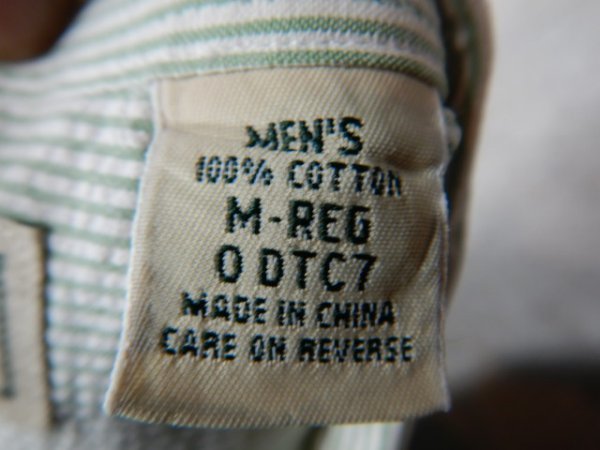 MEN'S
100% COTTON
M-REG
0 DTC7
MADE IN CHINA
CARE ON REVERSE